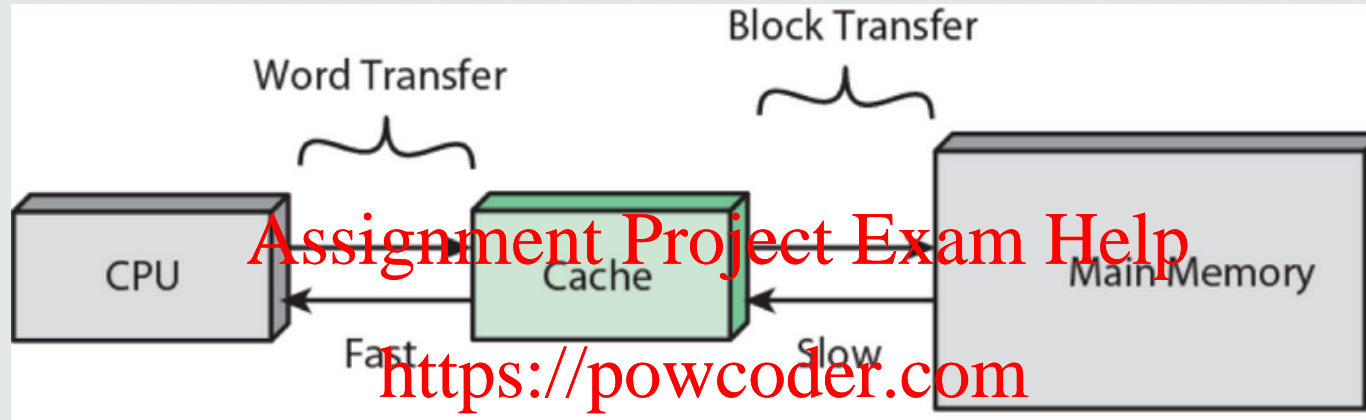 Block Transfer
Word Transfer
Assignment Project Exam Help
CPU
Cache
Main Memory
Fast
Slow
https://powcoder.com